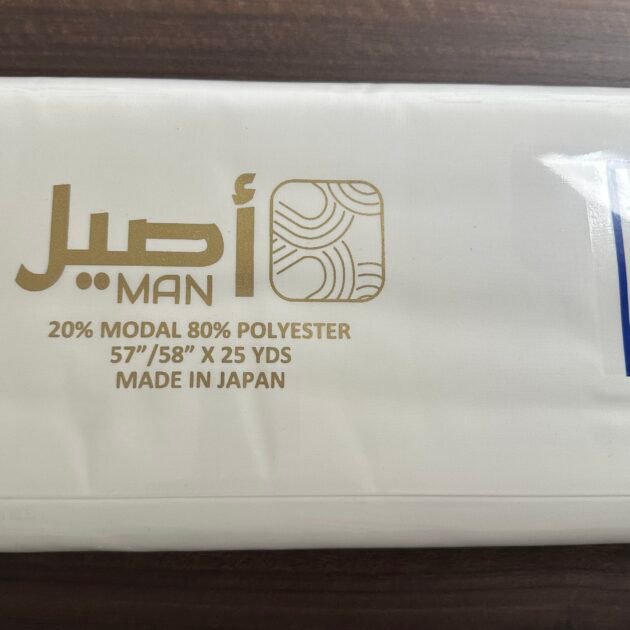 أصيل
MAN
20% MODAL 80% POLYESTER
57”/58” X 25 YDS
MADE IN JAPAN